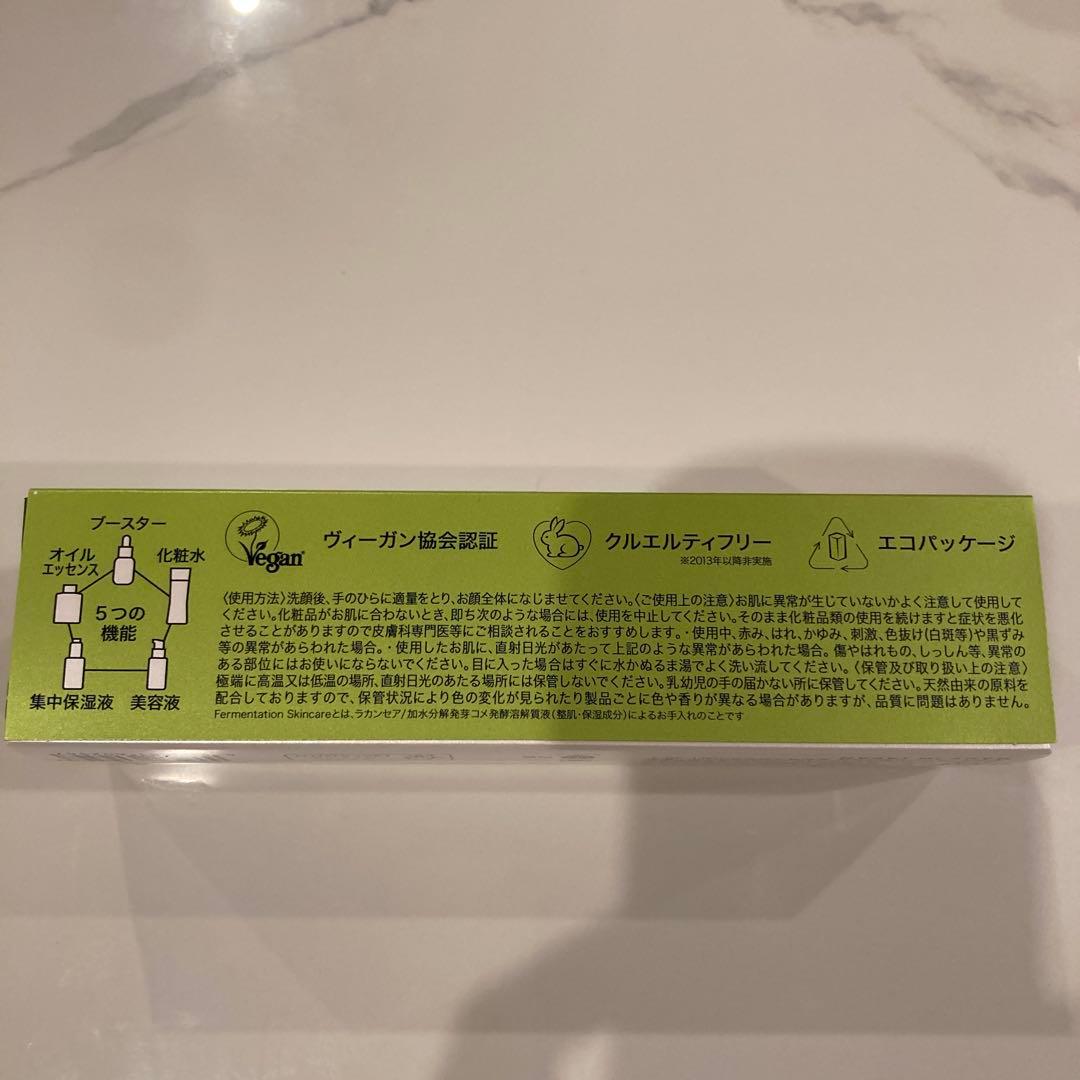 ブースター
オイル
エッセンス
化粧水
5つの
機能
集中保湿液
美容液
Vegan
ヴィーガン協会認証
クルエルティフリー
※2013年以降非実施
エコパッケージ
〈使用方法〉洗顔後、手のひらに適量をとり、お顔全体になじませてください。〈ご使用上の注意〉お肌に異常が生じていないかよく注意して使用して
ください。化粧品がお肌に合わないとき、即ち次のような場合には、使用を中止してください。そのまま化粧品類の使用を続けますと症状を悪化
させることがありますので皮膚科専門医等にご相談されることをおすすめします。・使用中、赤み、はれ、かゆみ、刺激、色抜け(白斑等)や黒ずみ
等の異常があらわれた場合。・使用したお肌に、直射日光があたって上記のような異常があらわれた場合。傷やはれもの、しっしん等、異常の
ある部位にはお使いにならないでください。目に入った場合はすぐに水かぬるま湯でよく洗い流してください。〈保管及び取り扱い上の注意〉
極端に高温又は低温の場所、直射日光のあたる場所には保管しないでください。乳幼児の手の届かない所に保管してください。天然由来の原料を
配合しておりますので、保管状況により色の変化が見られたり製品ごとに色や香りが異なる場合がありますが、品質に問題はありません。
Fermentation Skincareとは、ラカンセア/加水分解発芽コメ発酵溶解質液(整肌・保湿成分)によるお手入れのことです